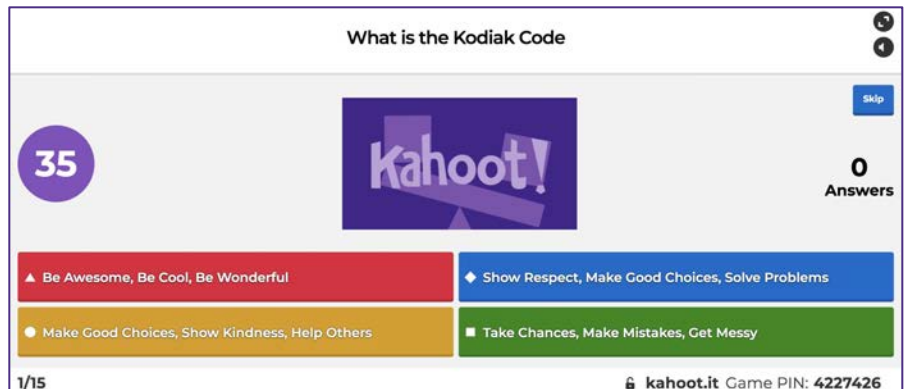 What is the Kodiak Code
Skip
35
Kahoot!
0
Answers
Be Awesome, Be Cool, Be Wonderful
Show Respect, Make Good Choices, Solve Problems
Make Good Choices, Show Kindness, Help Others
Take Chances, Make Mistakes, Get Messy
1/15
kahoot.it Game PIN: 4227426